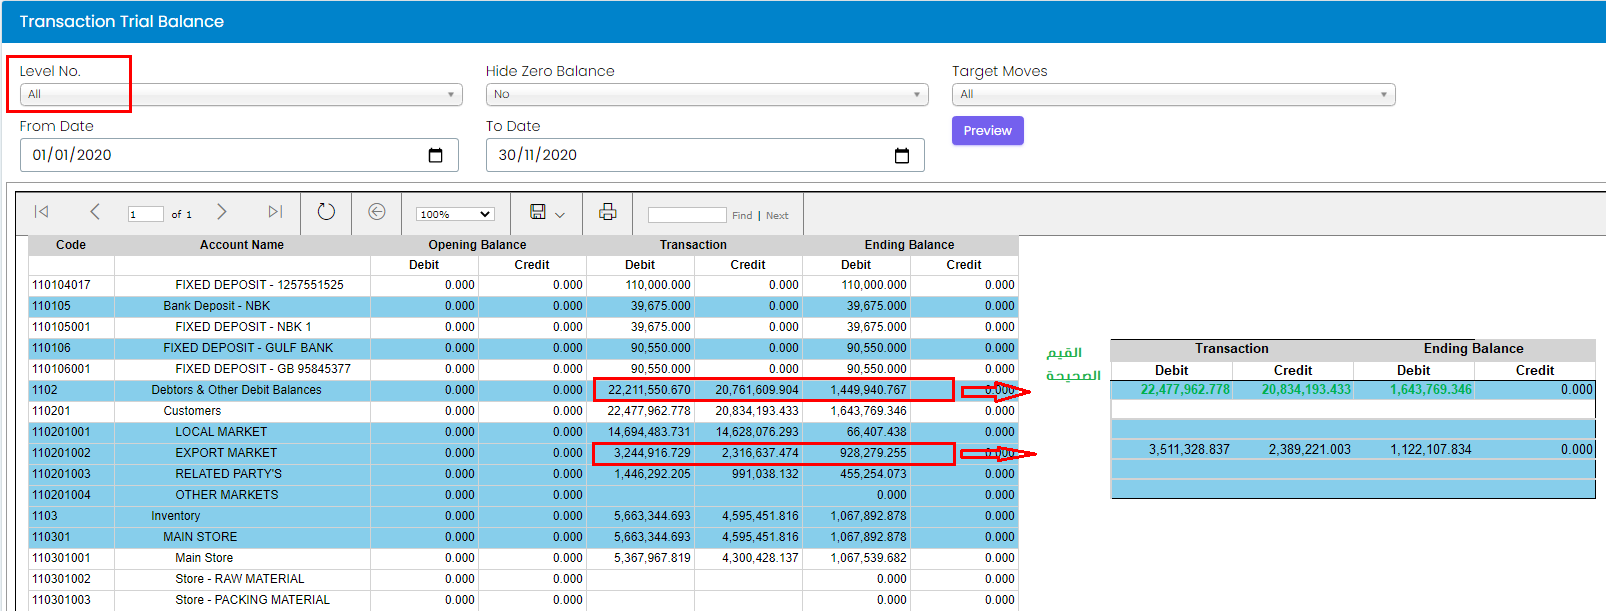 Transaction Trial Balance
Level No. Hide Zero Balance Target Moves
All No All
From Date To Date
01/01/2020 30/11/2020 Preview
1 of 1 100% Find | Next
Code Account Name Opening Balance Transaction Ending Balance
Debit Credit Debit Credit Debit Credit
110104017 FIXED DEPOSIT - 1257551525 0.000 0.000 110,000.000 0.000 110,000.000 0.000
110105 Bank Deposit - NBK 0.000 0.000 39,675.000 0.000 39,675.000 0.000
110105001 FIXED DEPOSIT - NBK 1 0.000 0.000 39,675.000 0.000 39,675.000 0.000
110106 FIXED DEPOSIT - GULF BANK 0.000 0.000 90,550.000 0.000 90,550.000 0.000
110106001 FIXED DEPOSIT - GB 95845377 0.000 0.000 90,550.000 0.000 90,550.000 0.000
1102 Debtors & Other Debit Balances 0.000 0.000 22,211,550.670 20,761,609.904 1,449,940.767 0.000
110201 Customers 0.000 0.000 22,477,962.778 20,834,193.433 1,643,769.346 0.000
110201001 LOCAL MARKET 0.000 0.000 14,694,483.731 14,628,076.293 66,407.438 0.000
110201002 EXPORT MARKET 0.000 0.000 3,244,916.729 2,316,637.474 928,279.255 0.000
110201003 RELATED PARTY'S 0.000 0.000 1,446,292.205 991,038.132 455,254.073 0.000
110201004 OTHER MARKETS 0.000 0.000 0.000 0.000
1103 Inventory 0.000 0.000 5,663,344.693 4,595,451.816 1,067,892.878 0.000
110301 MAIN STORE 0.000 0.000 5,663,344.693 4,595,451.816 1,067,892.878 0.000
110301001 Main Store 0.000 0.000 5,367,967.819 4,300,428.137 1,067,539.682 0.000
110301002 Store - RAW MATERIAL 0.000 0.000 0.000 0.000
110301003 Store - PACKING MATERIAL 0.000 0.000 0.000 0.000
القيم
الصحيحة
Transaction Ending Balance
Debit Credit Debit Credit
22,477,962.778 20,834,193.433 1,643,769.346 0.000
3,511,328.837 2,389,221.003 1,122,107.834 0.000